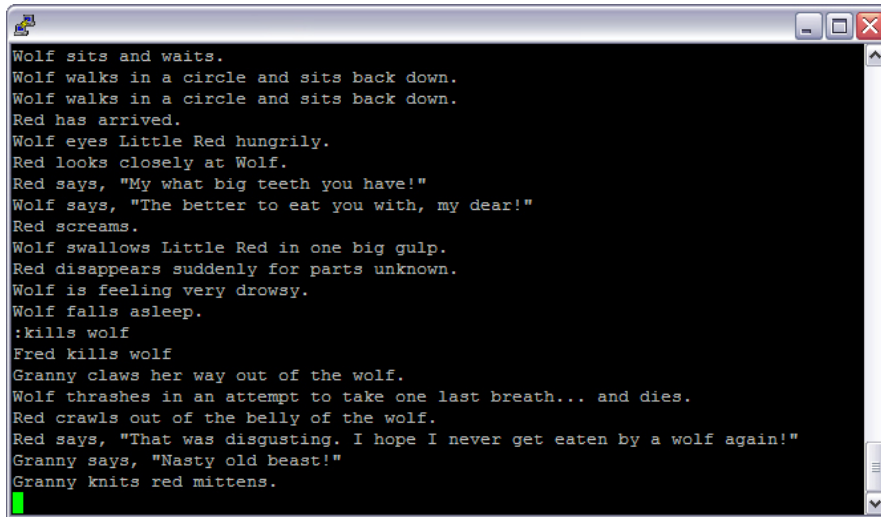 Wolf sits and waits.
Wolf walks in a circle and sits back down.
Wolf walks in a circle and sits back down.
Red has arrived.
Wolf eyes Little Red hungrily.
Red looks closely at Wolf.
Red says, "My what big teeth you have!"
Wolf says, "The better to eat you with, my dear!"
Red screams.
Wolf swallows Little Red in one big gulp.
Red disappears suddenly for parts unknown.
Wolf is feeling very drowsy.
Wolf falls asleep.
:kills wolf
Fred kills wolf
Granny claws her way out of the wolf.
Wolf thrashes in an attempt to take one last breath... and dies.
Red crawls out of the belly of the wolf.
Red says, "That was disgusting. I hope I never get eaten by a wolf again!"
Granny says, "Nasty old beast!"
Granny knits red mittens.